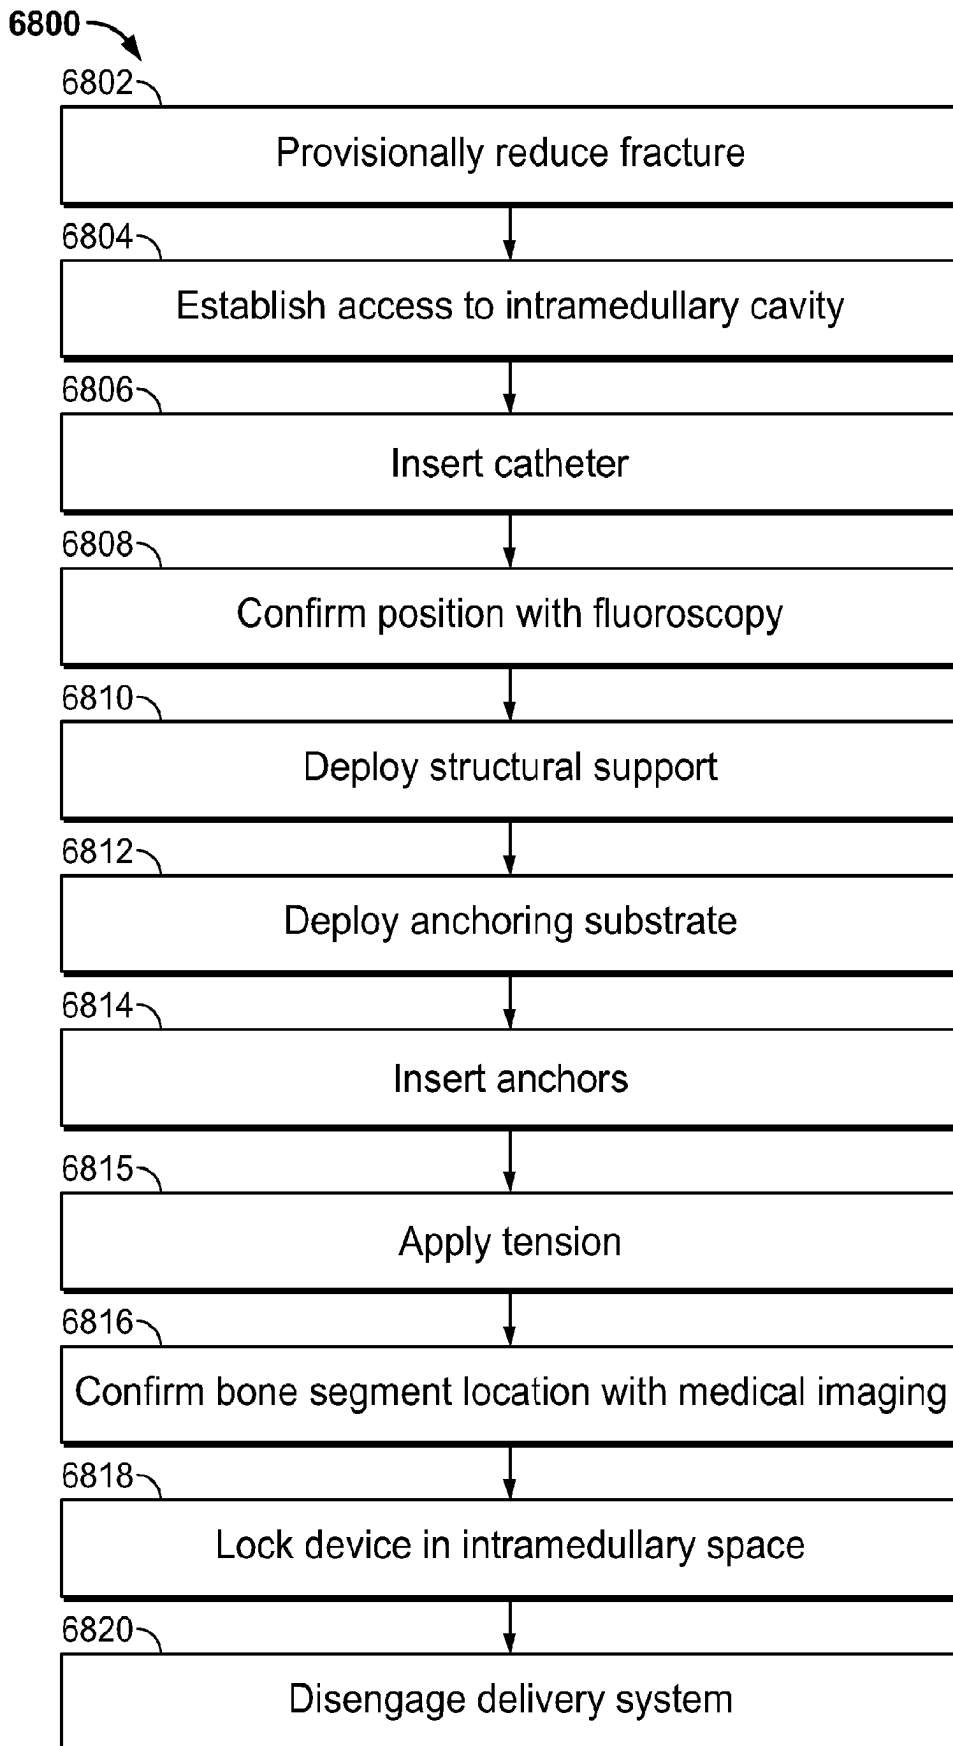 6800
6802
Provisionally reduce fracture
6804
Establish access to intramedullary cavity
6806
Insert catheter
6808
Confirm position with fluoroscopy
6810
Deploy structural support
6812
Deploy anchoring substrate
6814
Insert anchors
6815
Apply tension
6816
Confirm bone segment location with medical imaging
6818
Lock device in intramedullary space
6820
Disengage delivery system